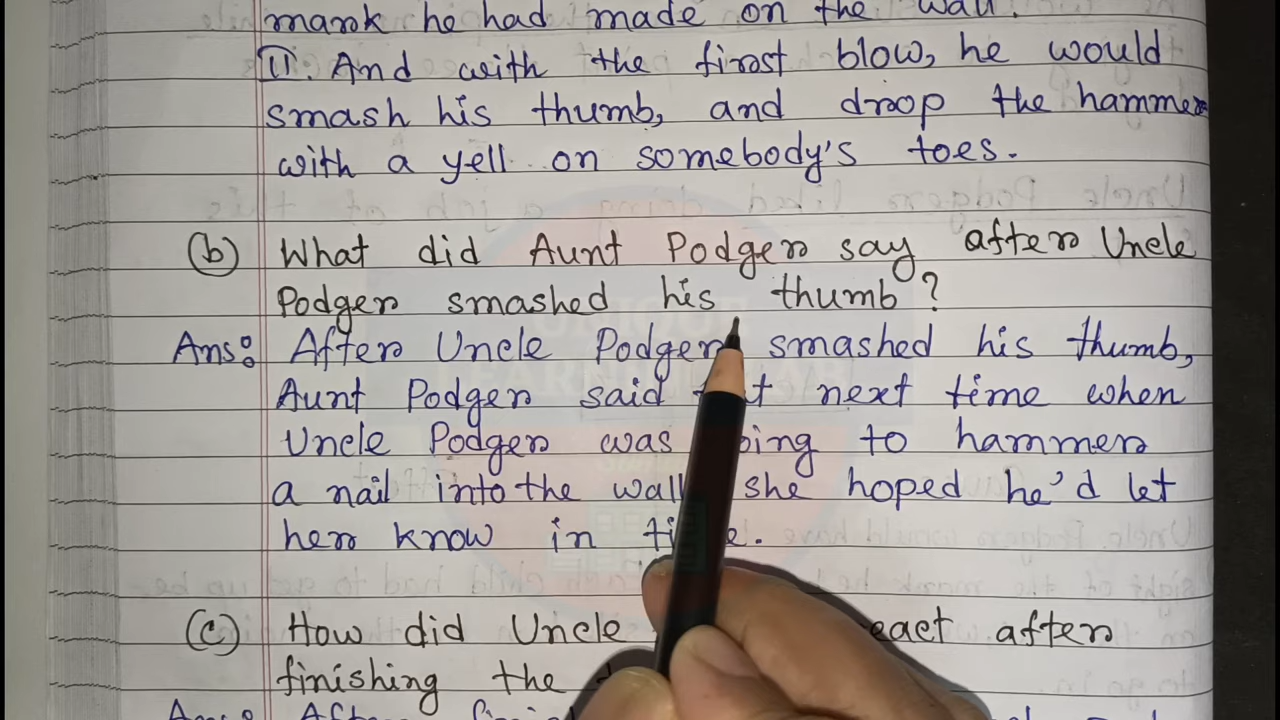 mark he had made on the wall.
(ii). And with the first blow, he would
smash his thumb, and drop the hammer
with a yell on somebody's toes.
(b) What did Aunt Podger say after Uncle
Podger smashed his thumb?
Ans: After Uncle Podger smashed his thumb,
Aunt Podger said next time when
Uncle Podger was to hammer
a nail into the wall she hoped he'd let
her know in
(c) How did Uncle after
finishing the
Ans: After